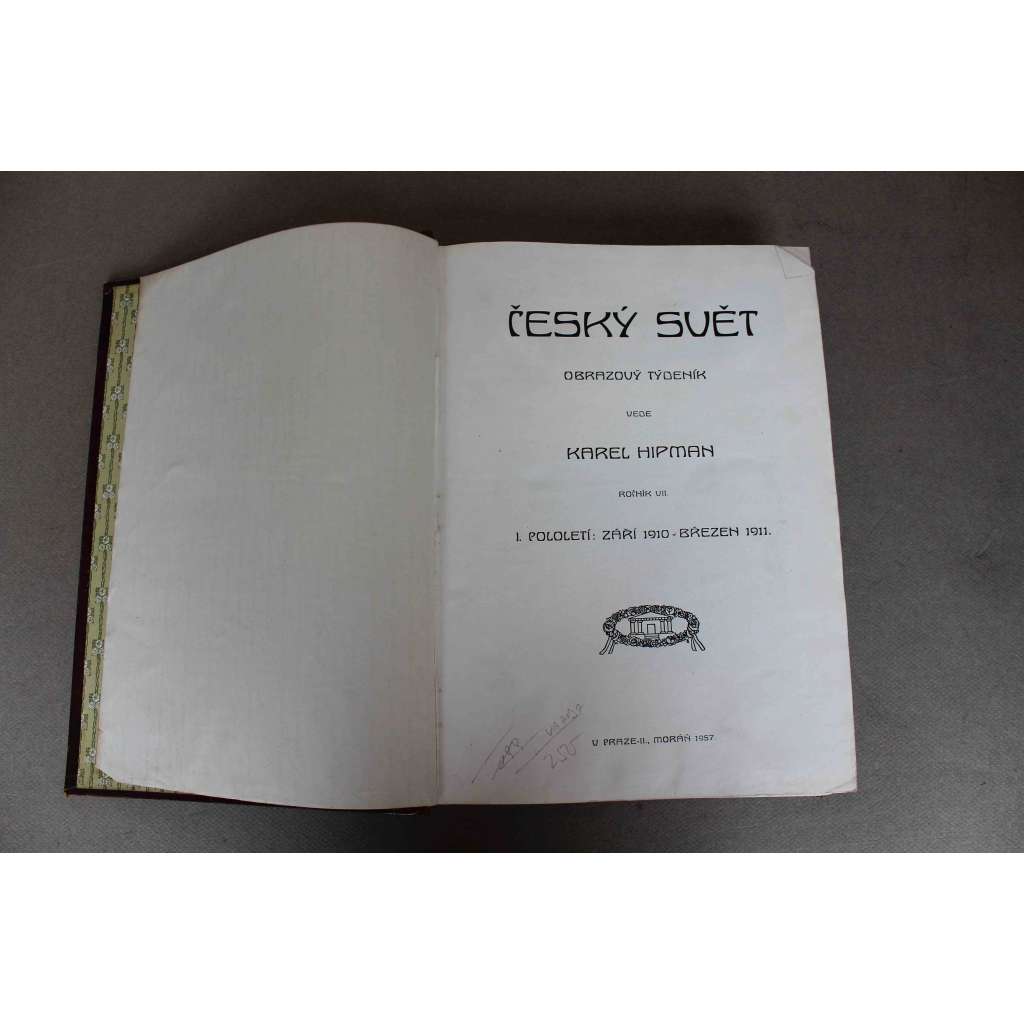 ČESKÝ SVĚT
OBRAZOVÝ TÝDENÍK
VEDE
KAREL HIPMAN
ROČNÍK VII.
I. POLOLETÍ: ZÁŘÍ 1910 - BŘEZEN 1911.
V PRAZE-II., MORÁŇ 1957.
250